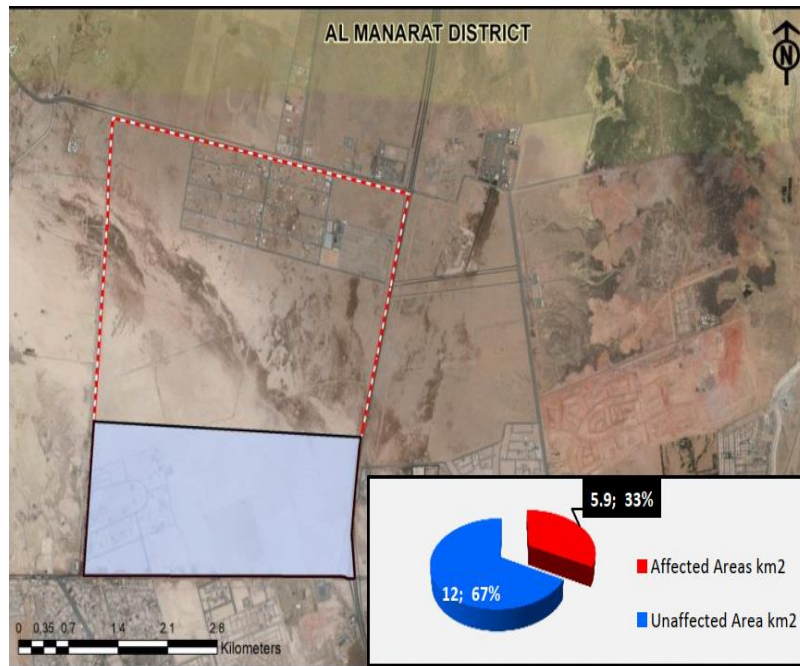 AL MANARAT DISTRICT
N
5.9; 33%
Affected Areas km2
12; 67%
Unaffected Area km2
0 0.35 0.7 1.4 2.1 2.8
Kilometers